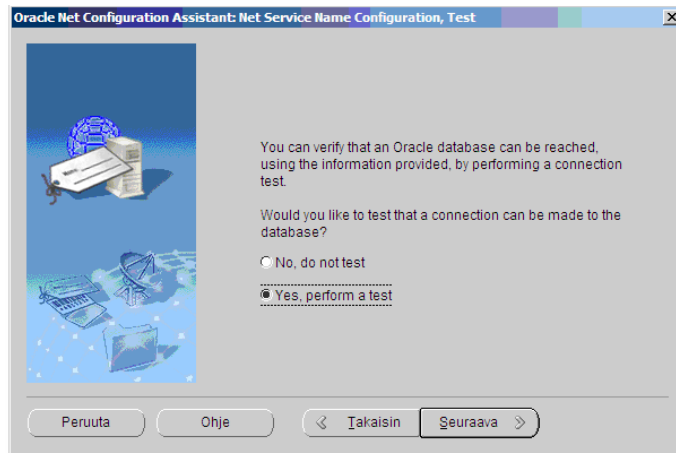 Oracle Net Configuration Assistant: Net Service Name Configuration, Test
You can verify that an Oracle database can be reached,
using the information provided, by performing a connection
test.
Would you like to test that a connection can be made to the
database?
No, do not test
Yes, perform a test
Peruuta
Ohje
Takaisin
Seuraava